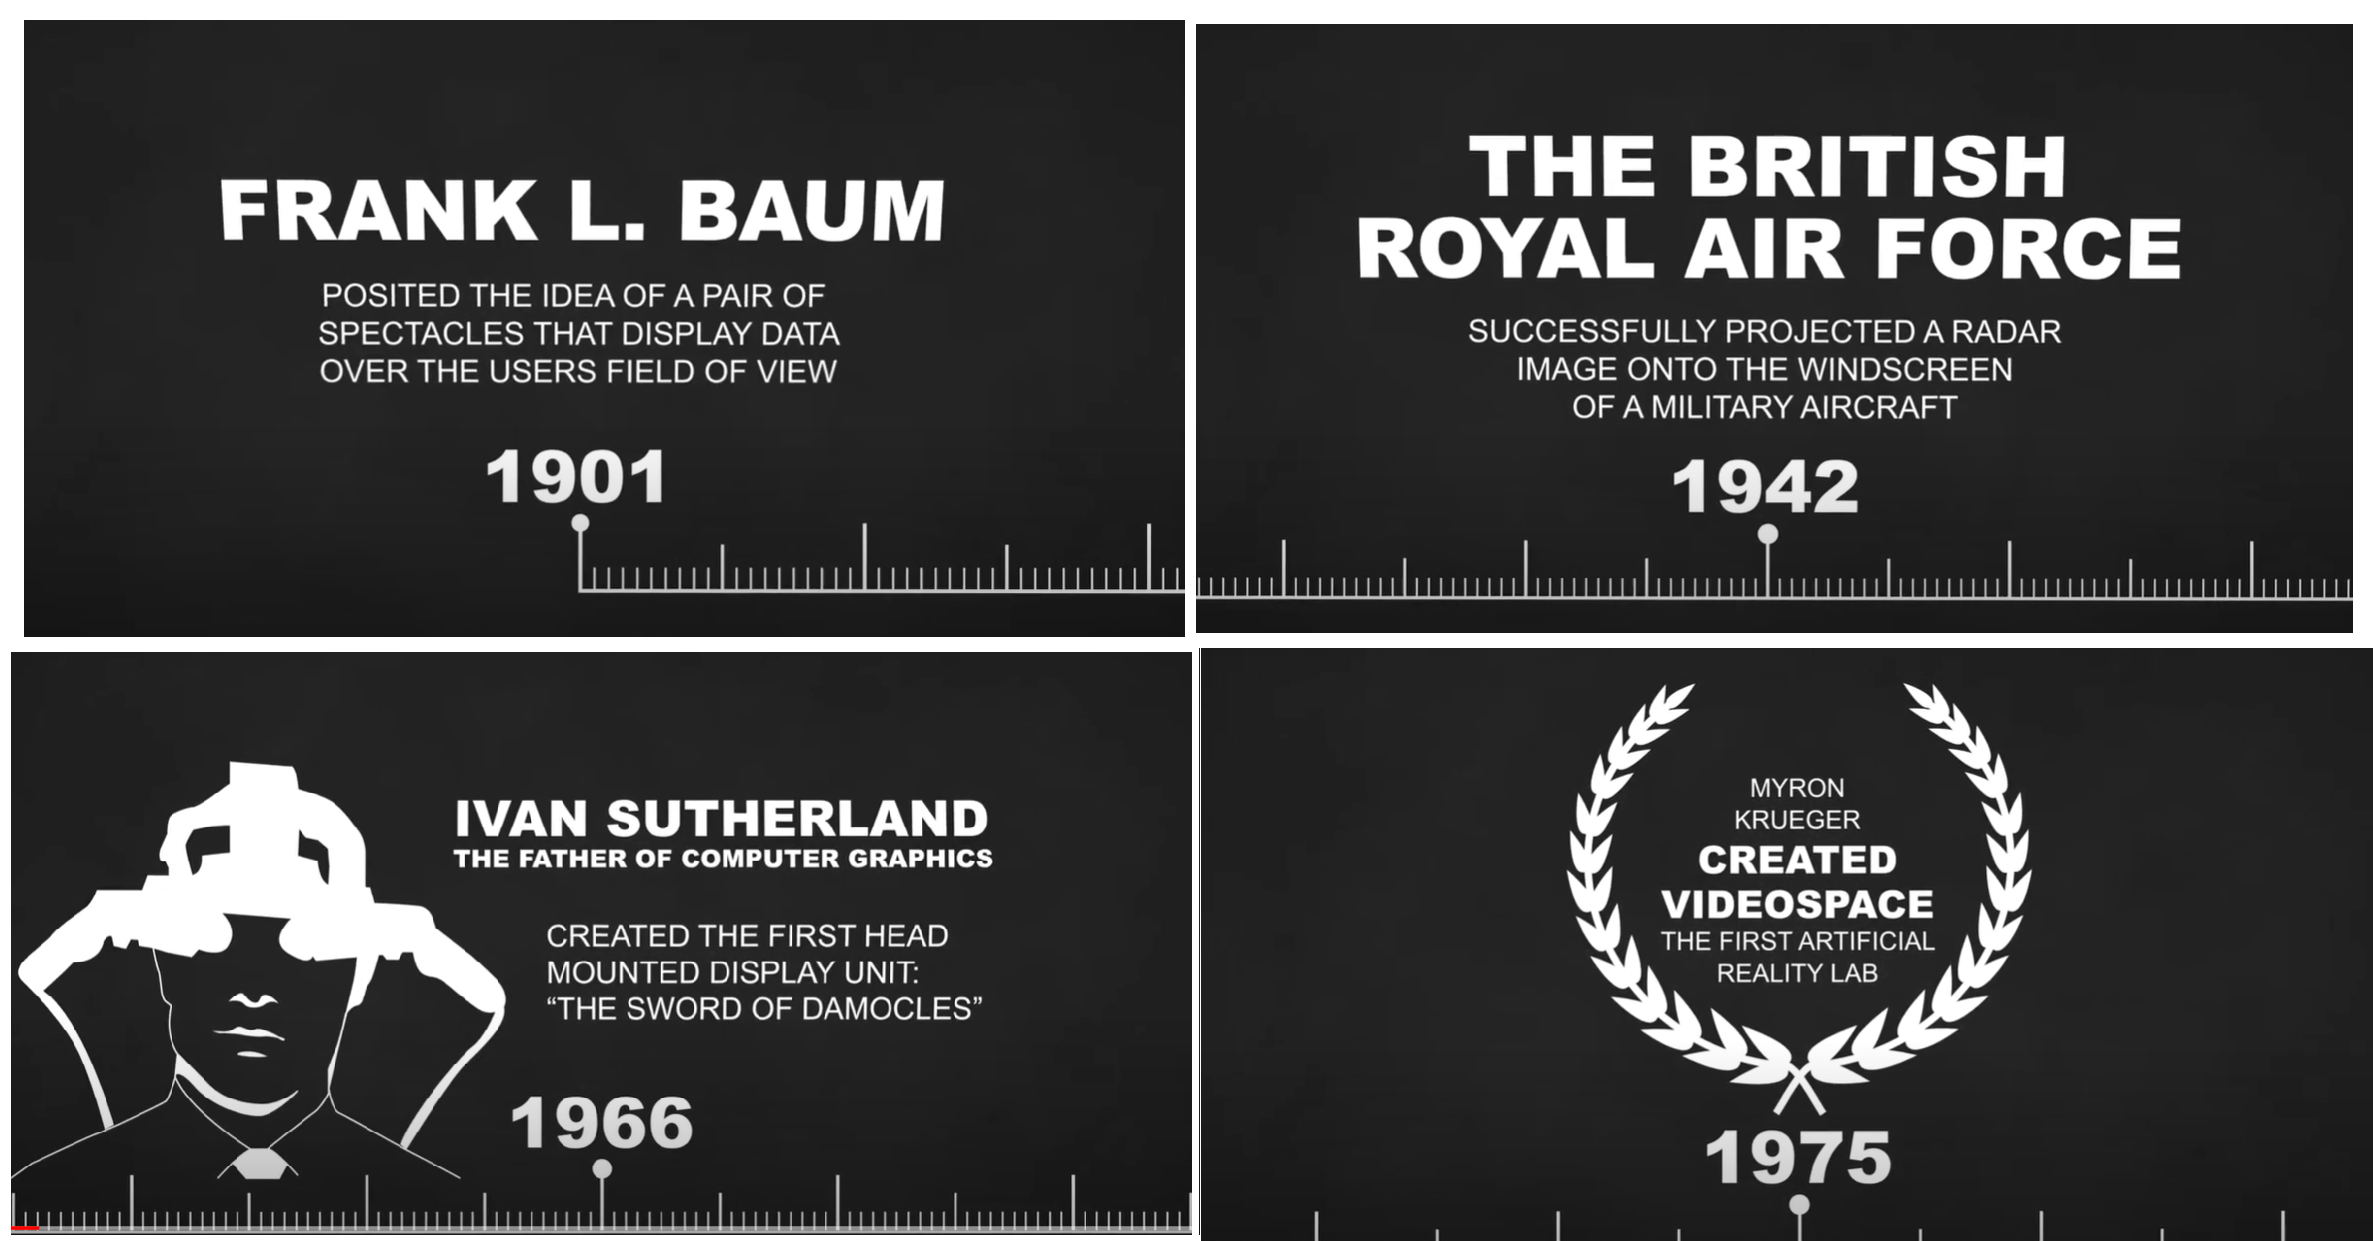 FRANK L. BAUM
POSITED THE IDEA OF A PAIR OF
SPECTACLES THAT DISPLAY DATA
OVER THE USERS FIELD OF VIEW
1901
THE BRITISH
ROYAL AIR FORCE
SUCCESSFULLY PROJECTED A RADAR
IMAGE ONTO THE WINDSCREEN
OF A MILITARY AIRCRAFT
1942
IVAN SUTHERLAND
THE FATHER OF COMPUTER GRAPHICS
CREATED THE FIRST HEAD
MOUNTED DISPLAY UNIT:
“THE SWORD OF DAMOCLES”
1966
MYRON
KRUEGER
CREATED
VIDEOSPACE
THE FIRST ARTIFICIAL
REALITY LAB
1975